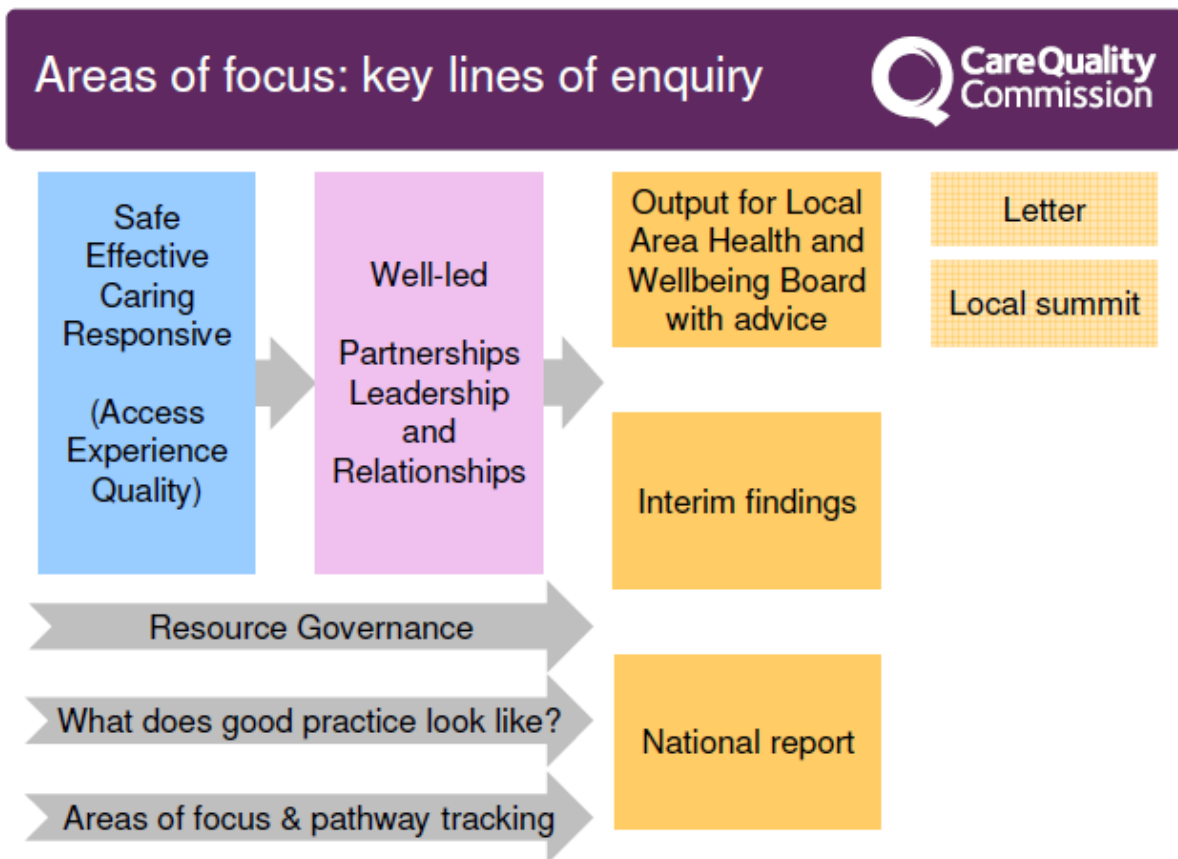 Areas of focus: key lines of enquiry
CareQuality
Commission
Safe
Effective
Caring
Responsive
(Access
Experience
Quality)
Well-led
Partnerships
Leadership
and
Relationships
Output for Local
Area Health and
Wellbeing Board
with advice
Letter
Local summit
Interim findings
National report
Resource Governance
What does good practice look like?
Areas of focus & pathway tracking